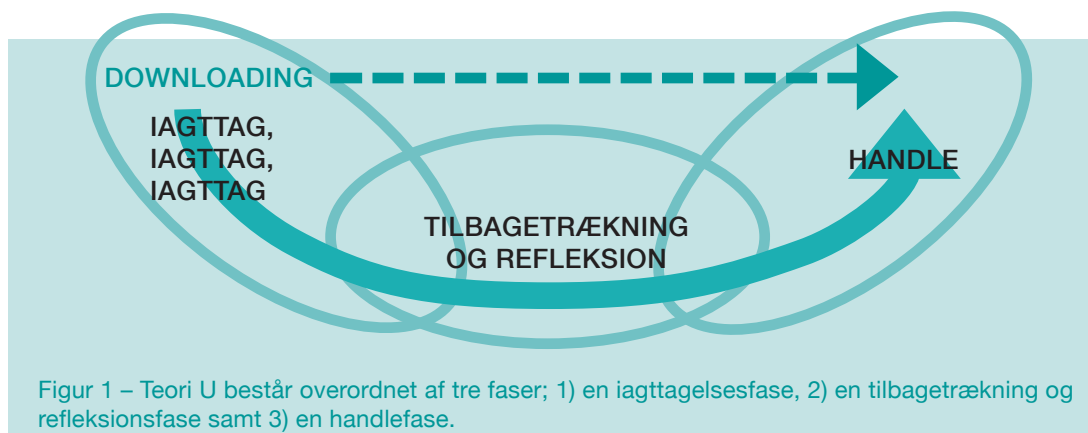 DOWNLOADING
IAGTTAG,
IAGTTAG,
IAGTTAG
HANDLE
TILBAGETRÆKNING
OG REFLEKSION
Figur 1 – Teori U består overordnet af tre faser; 1) en iagttagelsesfase, 2) en tilbagetrækning og
refleksionsfase samt 3) en handlefase.